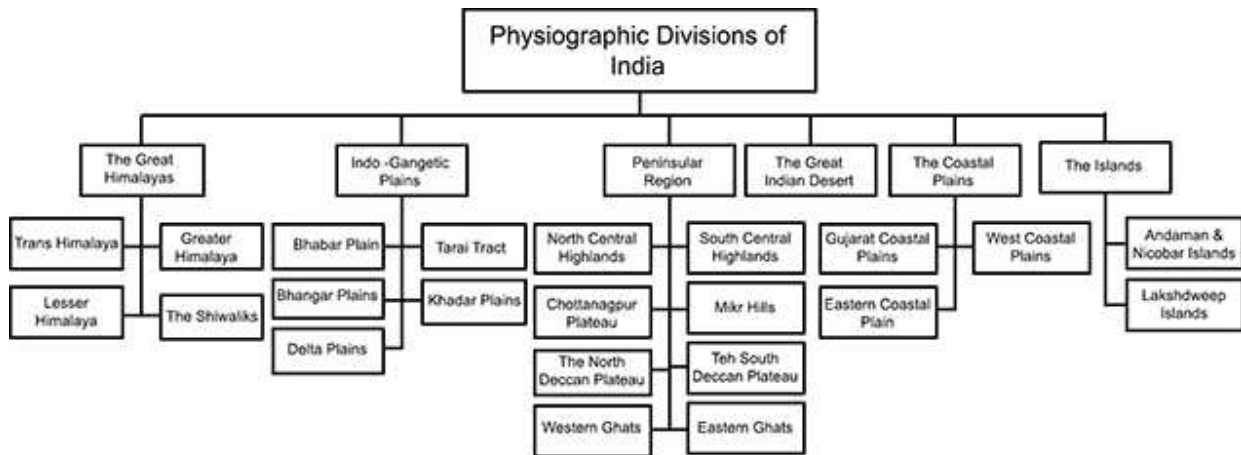 Physiographic Divisions of
India
The Great
Himalayas
Indo -Gangetic
Plains
Peninsular
Region
The Great
Indian Desert
The Coastal
Plains
The Islands
Trans Himalaya
Greater
Himalaya
Lesser
Himalaya
The Shiwaliks
Bhabar Plain
Tarai Tract
Bhangar Plains
Khadar Plains
Delta Plains
North Central
Highlands
South Central
Highlands
Chottanagpur
Plateau
Mikr Hills
The North
Deccan Plateau
Teh South
Deccan Plateau
Western Ghats
Eastern Ghats
Gujarat Coastal
Plains
West Coastal
Plains
Eastern Coastal
Plain
Andaman &
Nicobar Islands
Lakshdweep
Islands